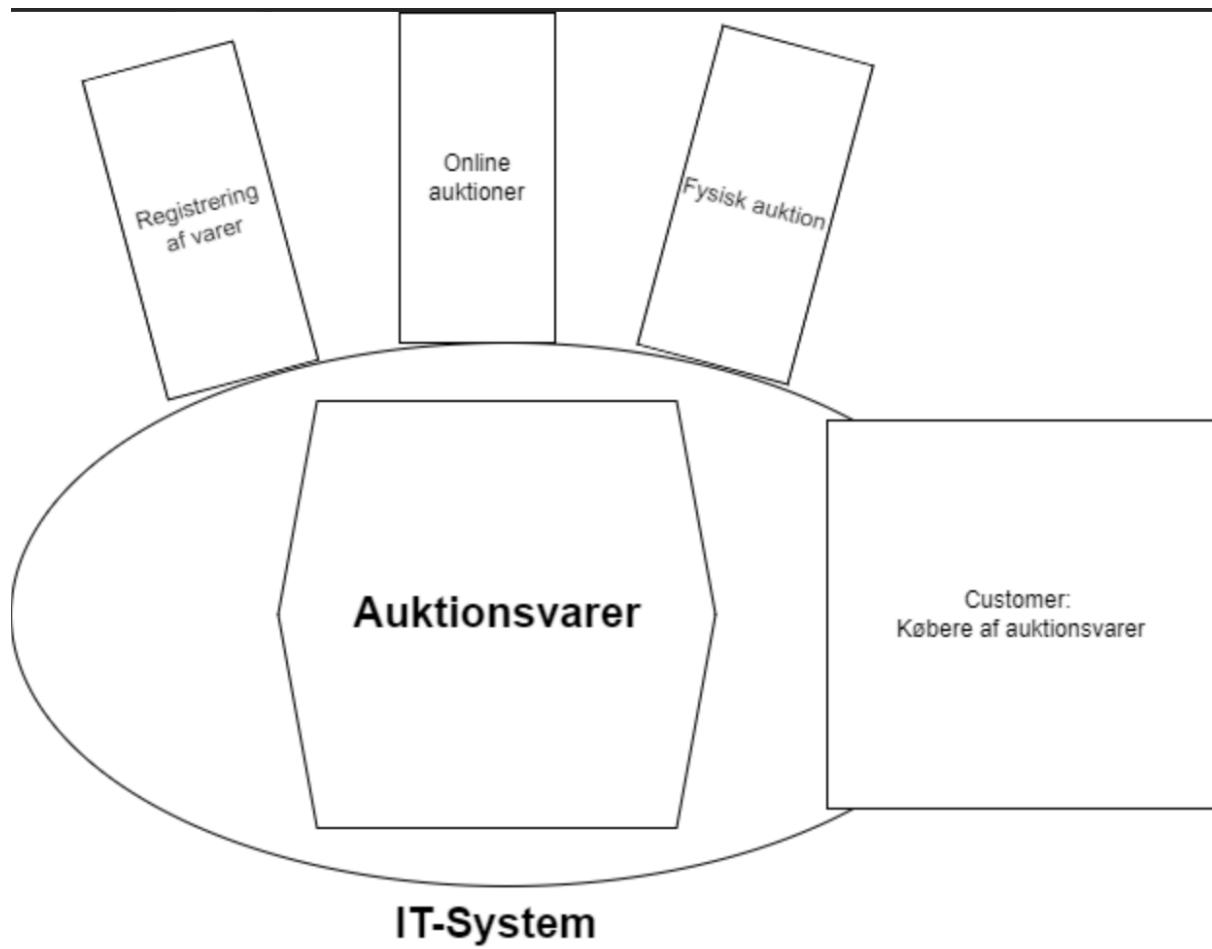 Registrering
af varer
Online
auktioner
Fysisk auktion
Auktionsvarer
Customer:
Købere af auktionsvarer
IT-System